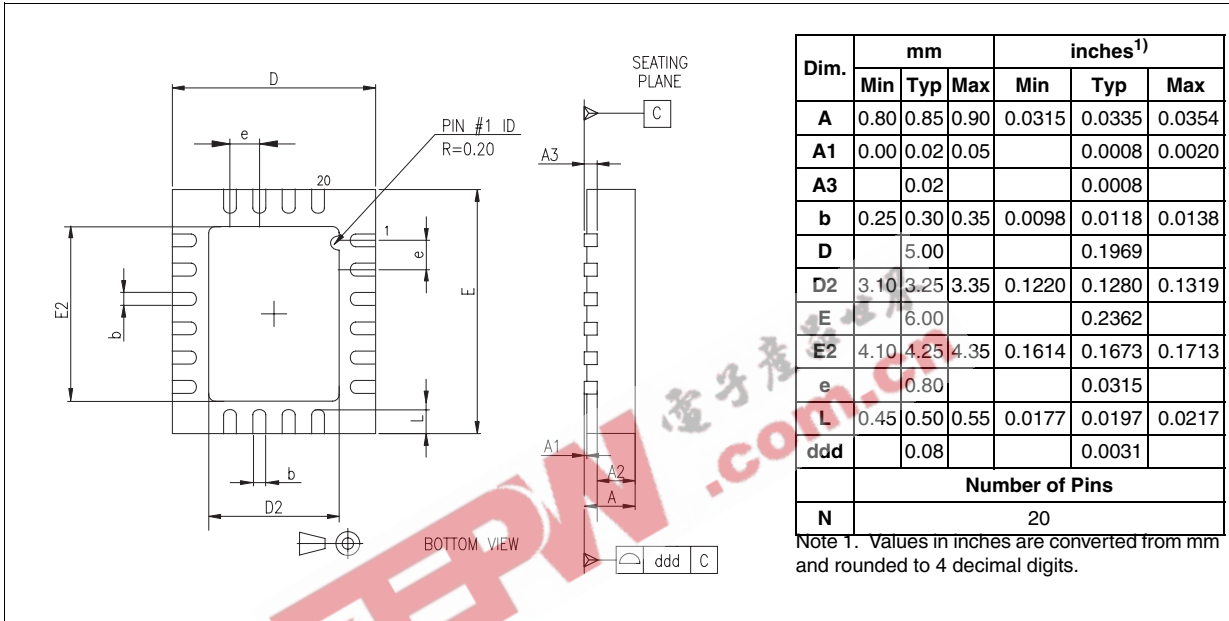 D
e
PIN #1 ID
R=0.20
20
1
e
E2
b
E
L
b
D2
BOTTOM VIEW
SEATING
PLANE
C
A3
A1
A2
A
ddd C
Dim. mm inches1)
Min Typ Max Min Typ Max
A 0.80 0.85 0.90 0.0315 0.0335 0.0354
A1 0.00 0.02 0.05 0.0008 0.0020
A3 0.02 0.0008
b 0.25 0.30 0.35 0.0098 0.0118 0.0138
D 5.00 0.1969
D2 3.10 3.25 3.35 0.1220 0.1280 0.1319
E 6.00 0.2362
E2 4.10 4.25 4.35 0.1614 0.1673 0.1713
e 0.80 0.0315
L 0.45 0.50 0.55 0.0177 0.0197 0.0217
ddd 0.08 0.0031
Number of Pins
N 20
Note 1. Values in inches are converted from mm
and rounded to 4 decimal digits.
電子產品世界
.com.cn